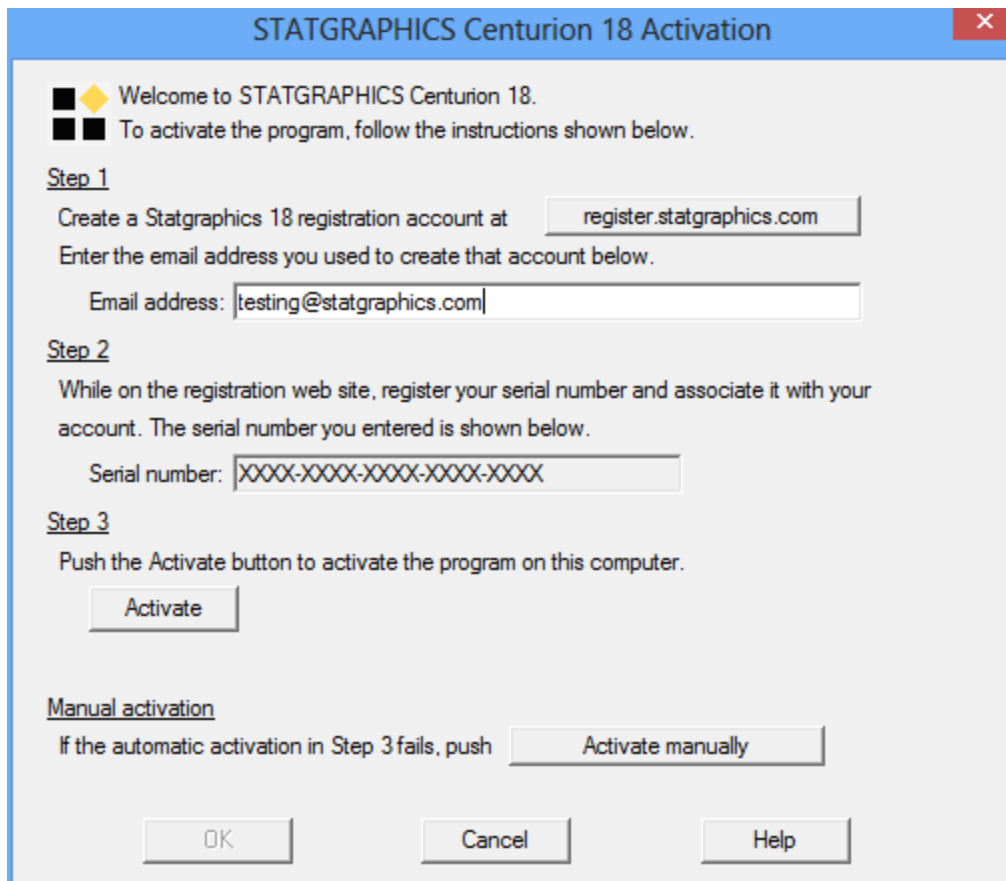 STATGRAPHICS Centurion 18 Activation
Welcome to STATGRAPHICS Centurion 18.
To activate the program, follow the instructions shown below.
Step 1
Create a Statgraphics 18 registration account at register.statgraphics.com
Enter the email address you used to create that account below.
Email address: testing@statgraphics.com
Step 2
While on the registration web site, register your serial number and associate it with your
account. The serial number you entered is shown below.
Serial number: XXXX-XXXX-XXXX-XXXX-XXXX
Step 3
Push the Activate button to activate the program on this computer.
Activate
Manual activation
If the automatic activation in Step 3 fails, push Activate manually
OK Cancel Help